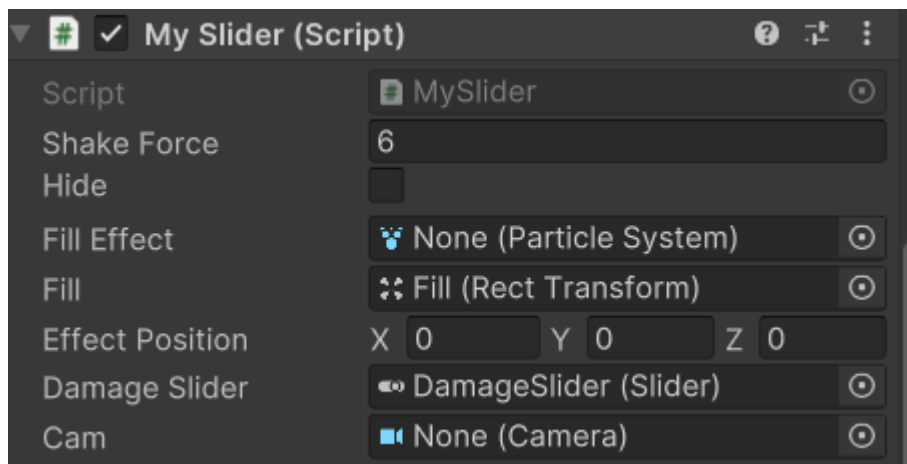 My Slider (Script)
Script MySlider
Shake Force 6
Hide
Fill Effect None (Particle System)
Fill Fill (Rect Transform)
Effect Position X 0 Y 0 Z 0
Damage Slider DamageSlider (Slider)
Cam None (Camera)